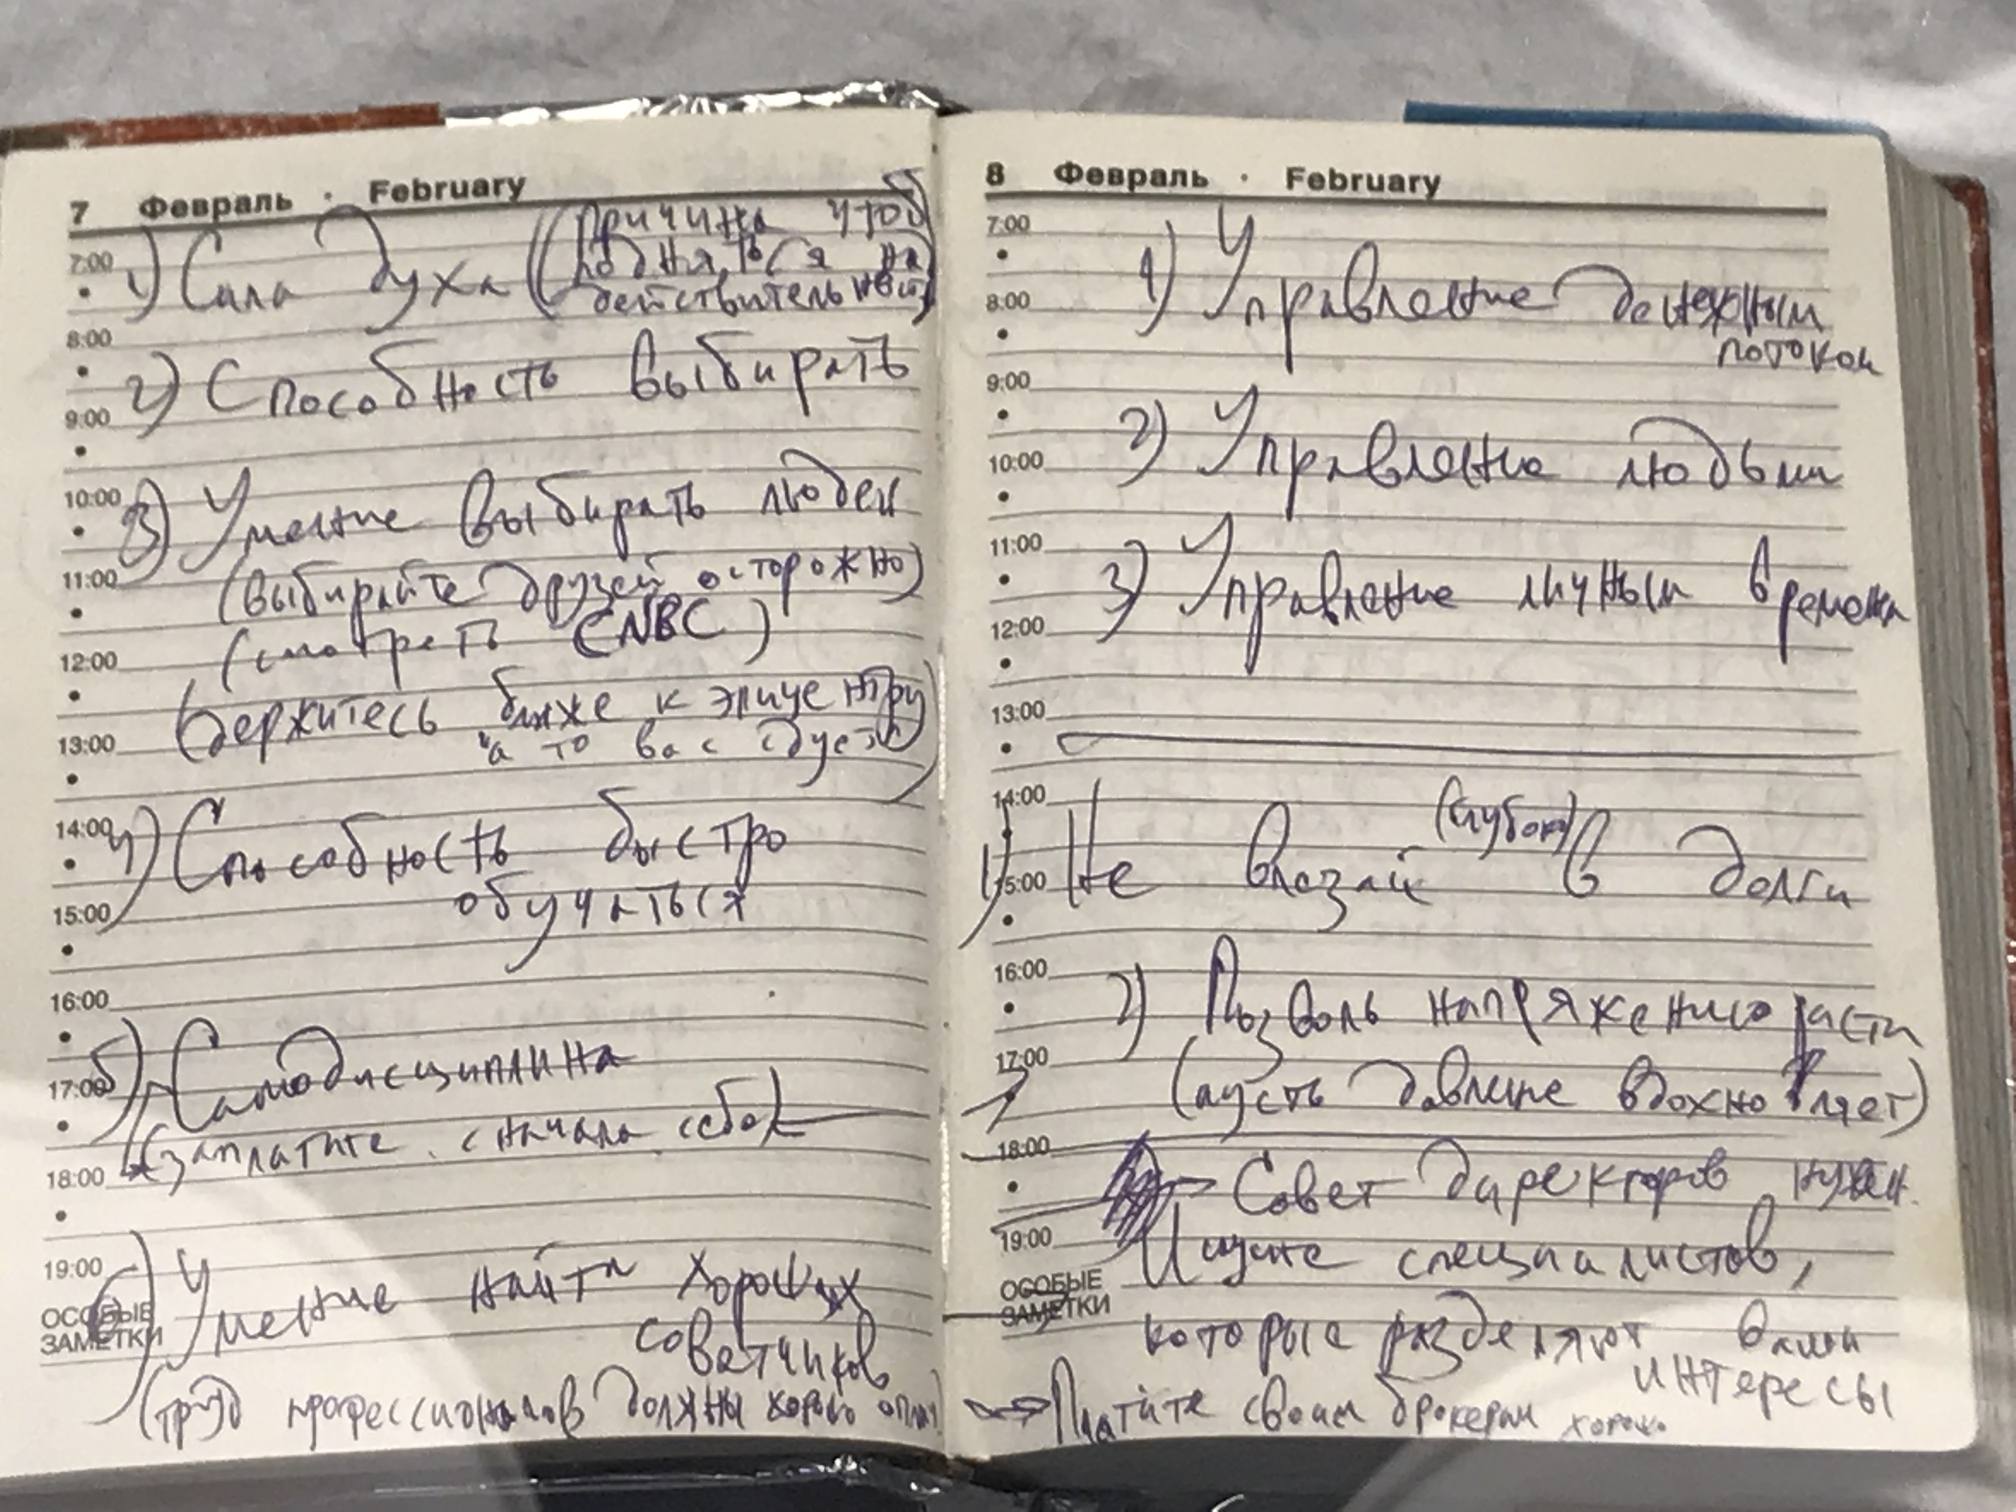 7 Февраль · February
1) Сила духа (Причина чтоб
подняться над
действительностью)
7:00
8:00
2) Способность выбирать
9:00
10:00
3) Умение выбирать людей
11:00
(выбирайте друзей осторожно)
(смотреть CNBC)
12:00
(держитесь ближе к эпицентру
13:00
"а то вас сдует")
14:00
4) Способность быстро
обучаться
15:00
16:00
5) Самодисциплина
17:00
(заплатите сначала себе)
18:00
19:00
6) Умение найти хороших
ОСОБЫЕ
ЗАМЕТКИ
советчиков
(труд профессионалов должны хорошо
8 Февраль · February
7:00
1) Управление денежным
8:00
потоком
9:00
2) Управление людьми
10:00
11:00
3) Управление личным временем
12:00
13:00
14:00
(глубоко)
1) Не влезай в долги
15:00
16:00
2) Позволь напряжению расти
17:00
(пусть давление вдохновляет)
18:00
→ Совет директоров нужен.
19:00
Ищите специалистов,
ОСОБЫЕ
ЗАМЕТКИ
которые разделяют ваши
интересы
→ Платите своим брокерам хорошо